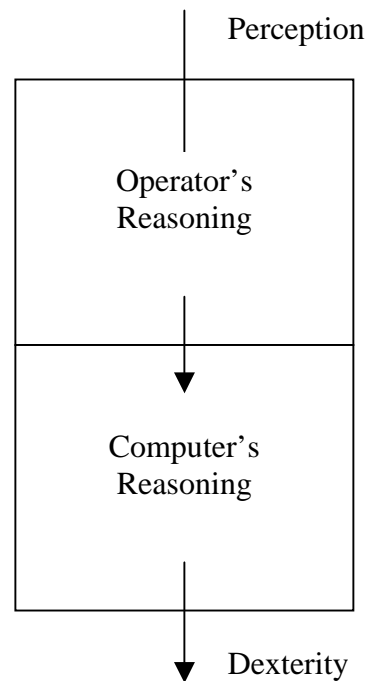 Perception
Operator’s
Reasoning
Computer’s
Reasoning
Dexterity